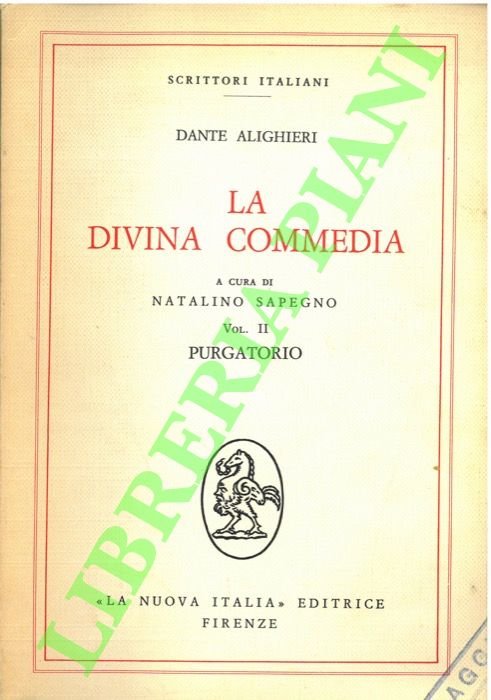 SCRITTORI ITALIANI
DANTE ALIGHIERI
LA
DIVINA COMMEDIA
A CURA DI
NATALINO SAPEGNO
VOL. II
PURGATORIO
«LA NUOVA ITALIA» EDITRICE
FIRENZE
LIBRERIA PIANI